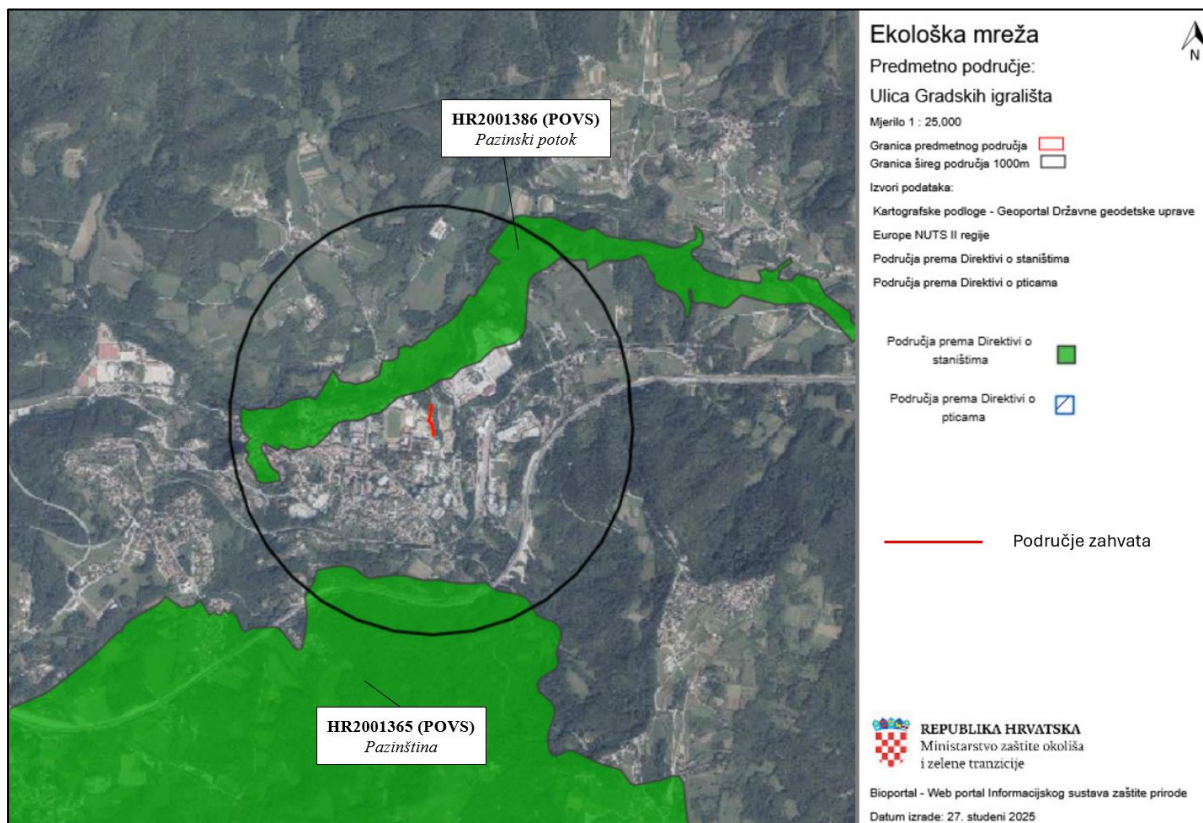 HR2001386 (POVS)
Pazinski potok
HR2001365 (POVS)
Pazinština
Ekološka mreža
N
Predmetno područje:
Ulica Gradskih igrališta
Mjerilo 1 : 25,000
Granica predmetnog područja
Granica šireg područja 1000m
Izvori podataka:
Kartografske podloge - Geoportal Državne geodetske uprave
Europe NUTS II regije
Područja prema Direktivi o staništima
Područja prema Direktivi o pticama
Područja prema Direktivi o
staništima
Područja prema Direktivi o
pticama
Područje zahvata
REPUBLIKA HRVATSKA
Ministarstvo zaštite okoliša
i zelene tranzicije
Bioportal - Web portal Informacijskog sustava zaštite prirode
Datum izrade: 27. studeni 2025